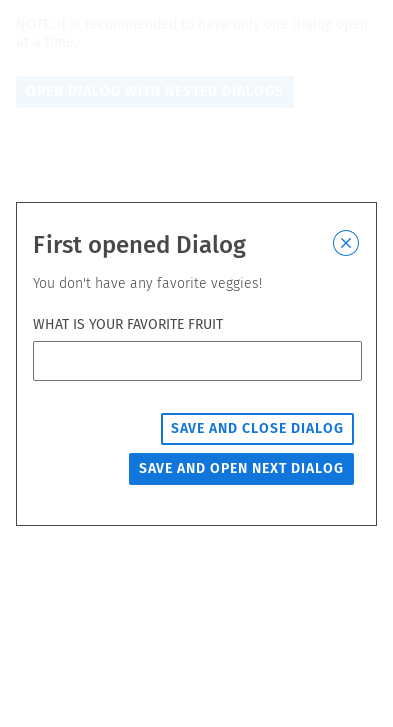 NOTE: It is recommended to have only one Dialog open
at a time.
OPEN DIALOG WITH NESTED DIALOGS
First opened Dialog
You don't have any favorite veggies!
WHAT IS YOUR FAVORITE FRUIT
SAVE AND CLOSE DIALOG
SAVE AND OPEN NEXT DIALOG